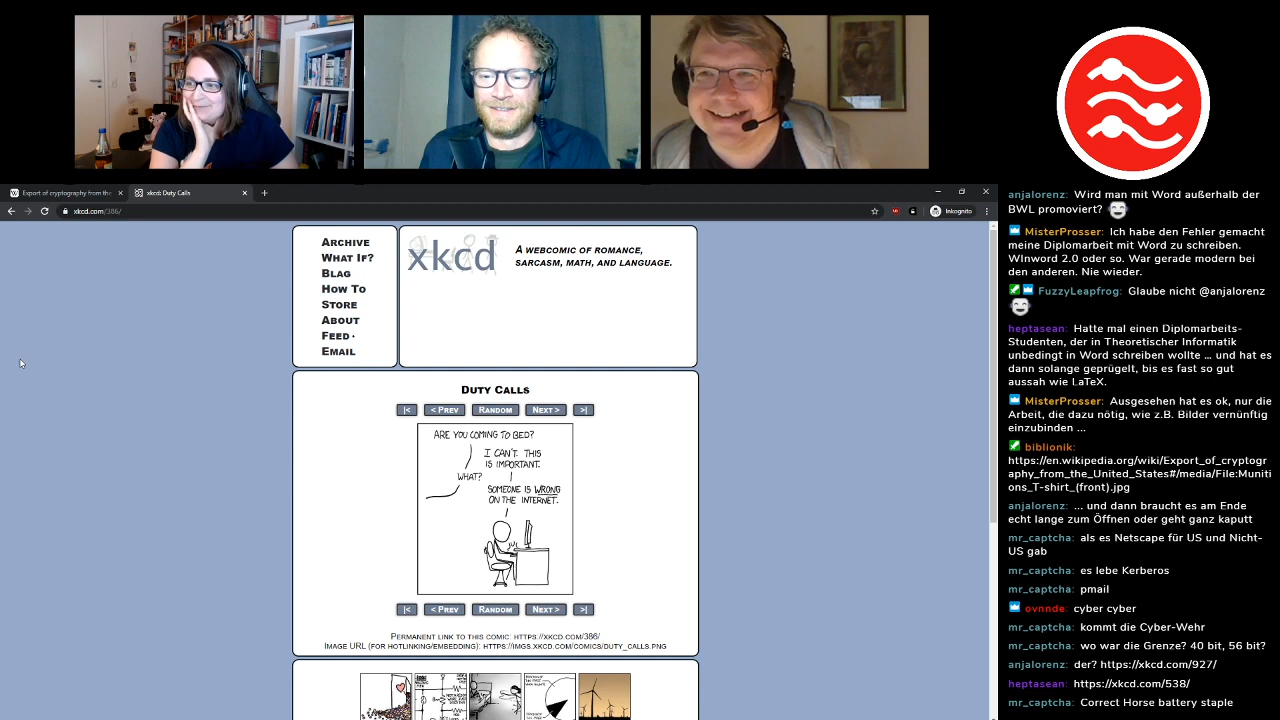 Export of cryptography from the
xkcd: Duty Calls
xkcd.com/386/
Inkognito
ARCHIVE
WHAT IF?
BLAG
HOW TO
STORE
ABOUT
FEED •
EMAIL
xkcd
A WEBCOMIC OF ROMANCE,
SARCASM, MATH, AND LANGUAGE.
DUTY CALLS
|<
< PREV
RANDOM
NEXT >
>|
ARE YOU COMING TO BED?
I CAN'T. THIS
IS IMPORTANT.
WHAT?
SOMEONE IS WRONG
ON THE INTERNET.
|<
< PREV
RANDOM
NEXT >
>|
PERMANENT LINK TO THIS COMIC: HTTPS://XKCD.COM/386/
IMAGE URL (FOR HOTLINKING/EMBEDDING): HTTPS://IMGS.XKCD.COM/COMICS/DUTY_CALLS.PNG
anjalorenz: Wird man mit Word außerhalb der
BWL promoviert?
MisterProsser: Ich habe den Fehler gemacht
meine Diplomarbeit mit Word zu schreiben.
WInword 2.0 oder so. War gerade modern bei
den anderen. Nie wieder.
FuzzyLeapfrog: Glaube nicht @anjalorenz
heptasean: Hatte mal einen Diplomarbeits-
Studenten, der in Theoretischer Informatik
unbedingt in Word schreiben wollte ... und hat es
dann solange geprügelt, bis es fast so gut
aussah wie LaTeX.
MisterProsser: Ausgesehen hat es ok, nur die
Arbeit, die dazu nötig, wie z.B. Bilder vernünftig
einzubinden ...
biblionik:
https://en.wikipedia.org/wiki/Export_of_cryptogr
aphy_from_the_United_States#/media/File:Muniti
ons_T-shirt_(front).jpg
anjalorenz: ... und dann braucht es am Ende
echt lange zum Öffnen oder geht ganz kaputt
mr_captcha: als es Netscape für US und Nicht-
US gab
mr_captcha: es lebe Kerberos
mr_captcha: pmail
ovnnde: cyber cyber
mr_captcha: kommt die Cyber-Wehr
mr_captcha: wo war die Grenze? 40 bit, 56 bit?
anjalorenz: der? https://xkcd.com/927/
heptasean: https://xkcd.com/538/
mr_captcha: Correct Horse battery staple